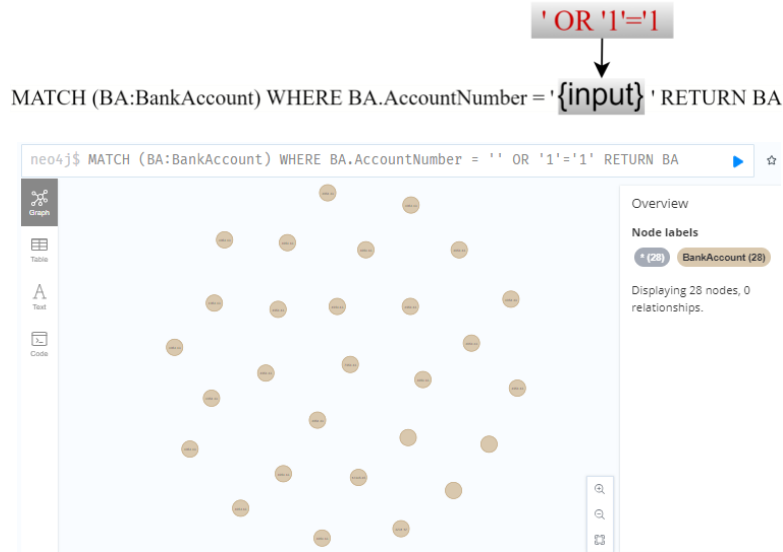 ' OR '1'='1
MATCH (BA:BankAccount) WHERE BA.AccountNumber = ' {input} ' RETURN BA
neo4j$ MATCH (BA:BankAccount) WHERE BA.AccountNumber = '' OR '1'='1' RETURN BA
Graph
Table
A
Text
Code
Overview
Node labels
* (28) BankAccount (28)
Displaying 28 nodes, 0
relationships.